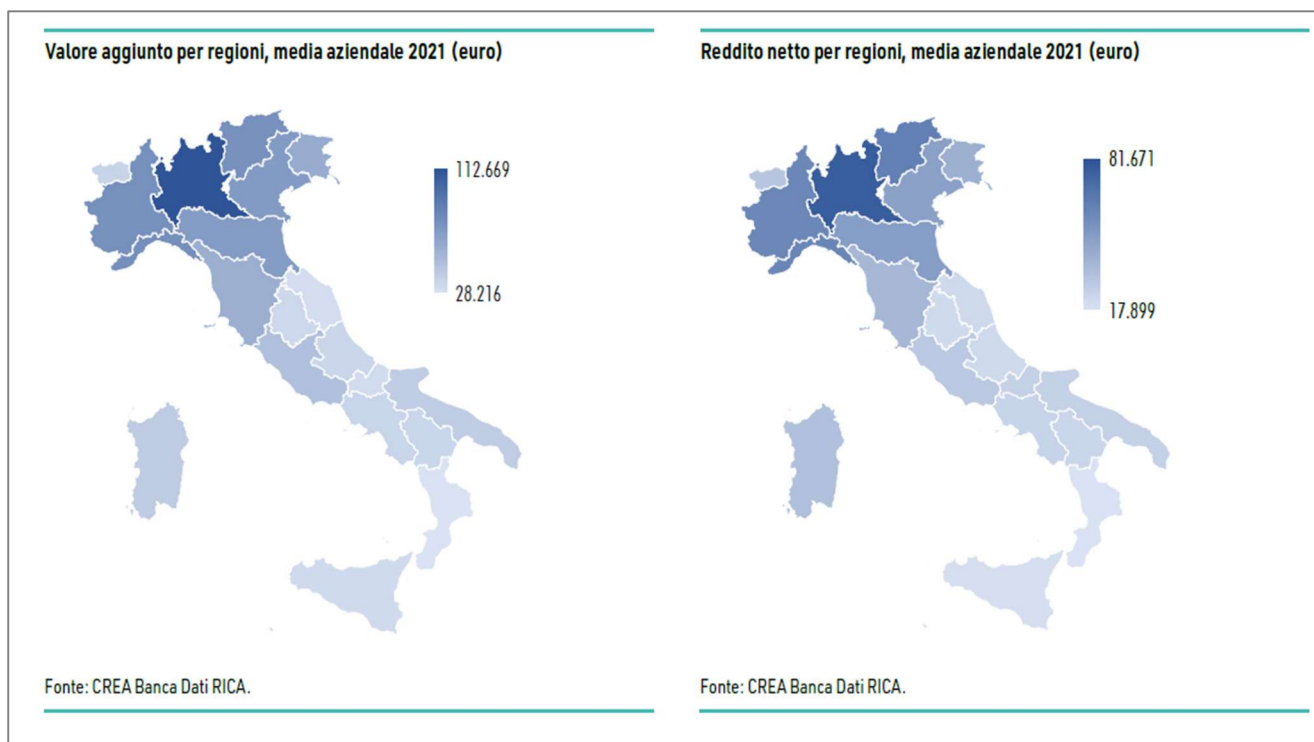 Valore aggiunto per regioni, media aziendale 2021 (euro)
112.669
28.216
Fonte: CREA Banca Dati RICA.
Reddito netto per regioni, media aziendale 2021 (euro)
81.671
17.899
Fonte: CREA Banca Dati RICA.